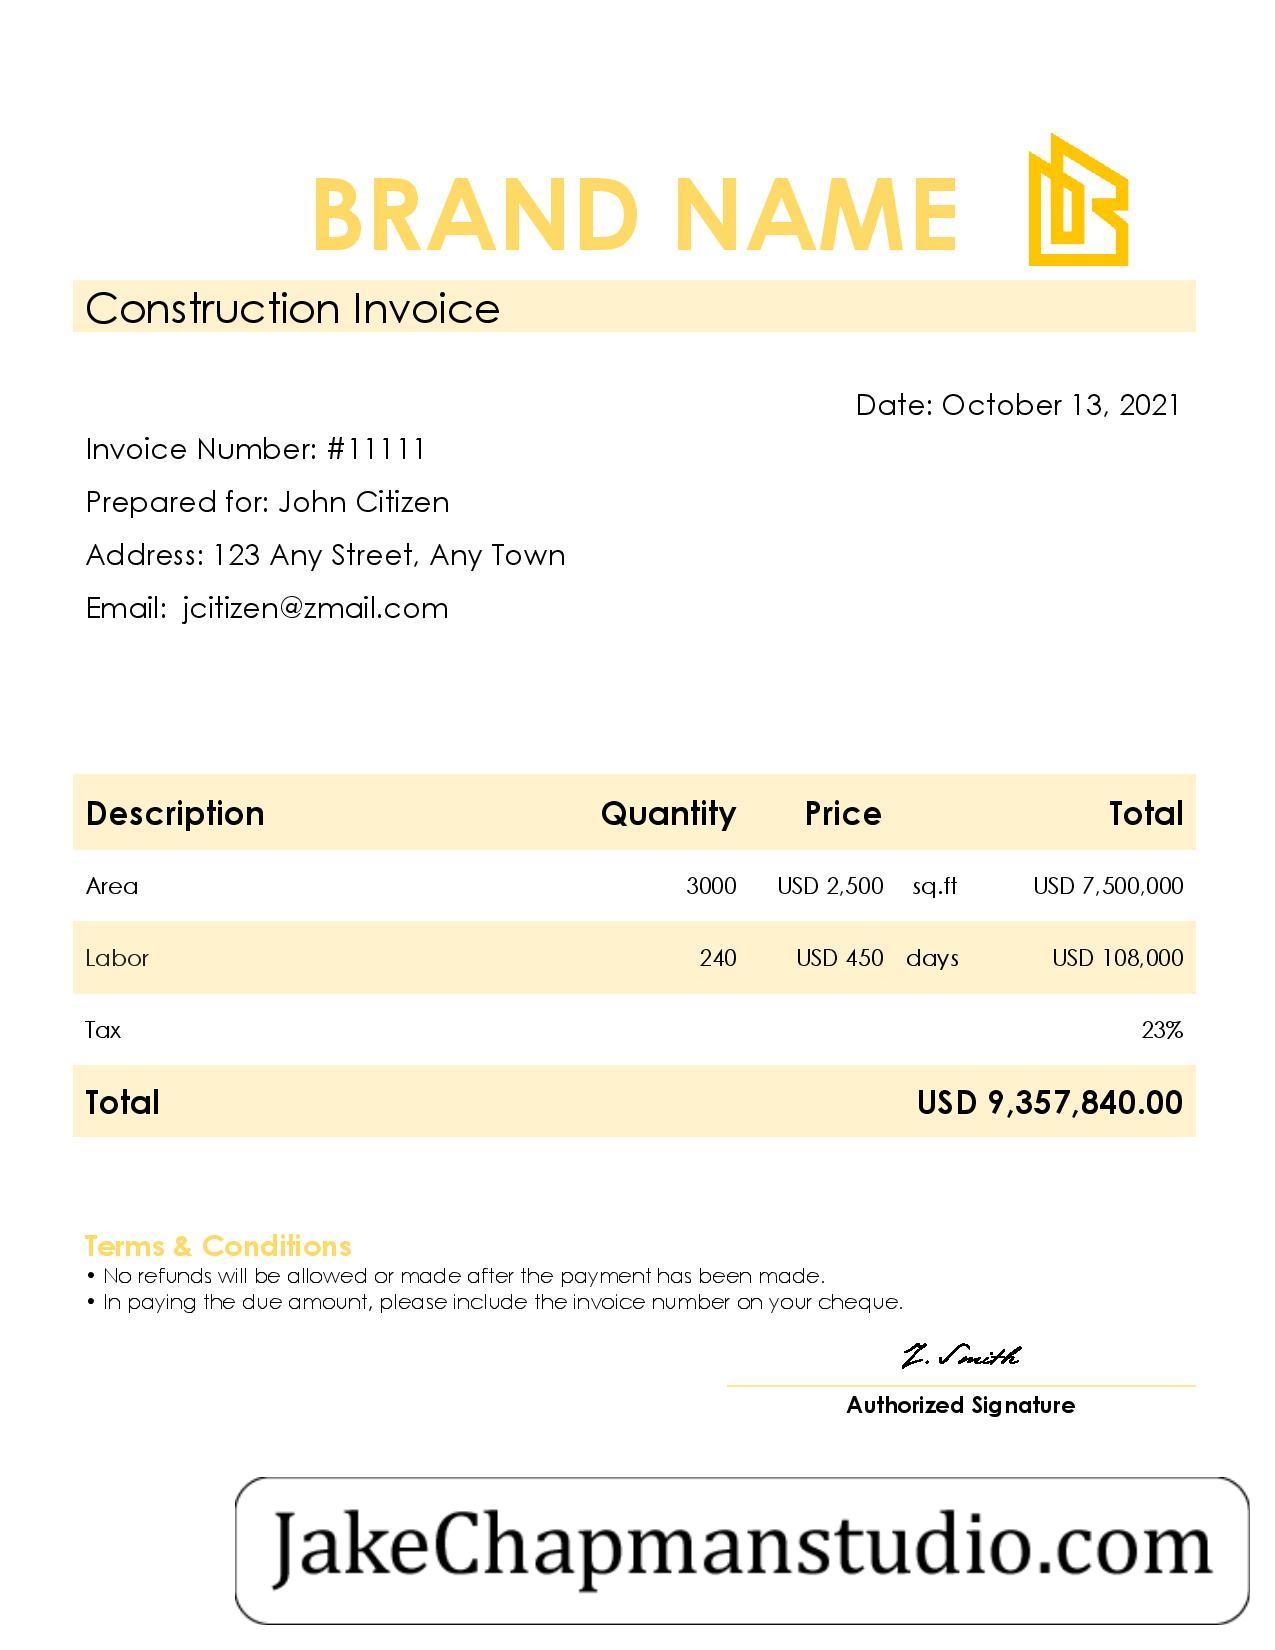 BRAND NAME
Construction Invoice
Date: October 13, 2021
Invoice Number: #11111
Prepared for: John Citizen
Address: 123 Any Street, Any Town
Email: jcitizen@zmail.com
Description Quantity Price Total
Area 3000 USD 2,500 sq.ft USD 7,500,000
Labor 240 USD 450 days USD 108,000
Tax 23%
Total USD 9,357,840.00
Terms & Conditions
• No refunds will be allowed or made after the payment has been made.
• In paying the due amount, please include the invoice number on your cheque.
Z. Smith
Authorized Signature
JakeChapmanstudio.com